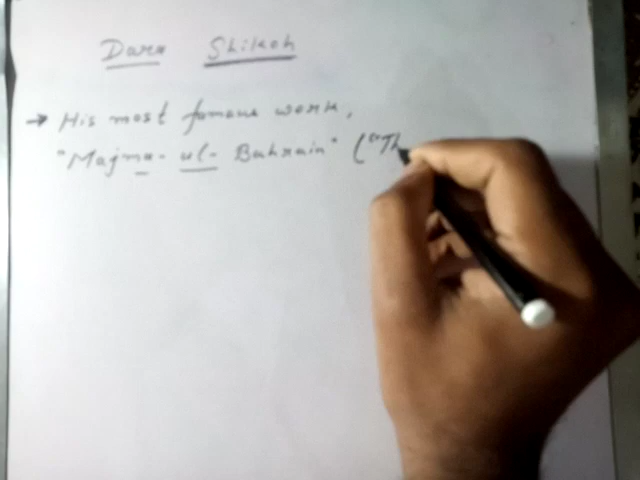 Dara Shikoh
→ His most famous work,
"Majma-ul-Bahrain" ("Th